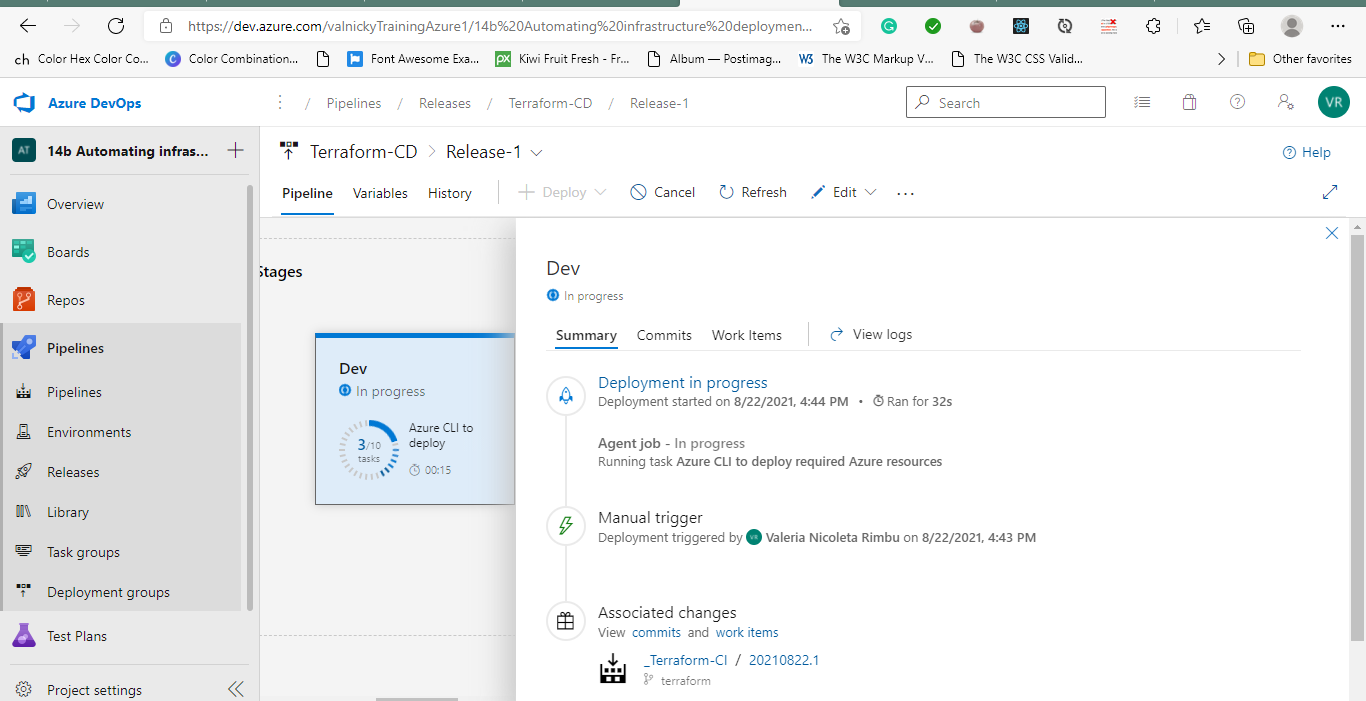 https://dev.azure.com/valnickyTrainingAzure1/14b%20Automating%20infrastructure%20deploymen...
ch Color Hex Color Co...
C Color Combination...
Font Awesome Exa...
px Kiwi Fruit Fresh - Fr...
Album — Postimag...
W3 The W3C Markup V...
The W3C CSS Valid...
Other favorites
Azure DevOps
/ Pipelines / Releases / Terraform-CD / Release-1
Search
VR
AT 14b Automating infras...
Terraform-CD > Release-1
Help
Pipeline Variables History Deploy Cancel Refresh Edit ...
Overview
Boards
Repos
Pipelines
Pipelines
Environments
Releases
Library
Task groups
Deployment groups
Test Plans
Project settings
Stages
Dev
In progress
3/10
tasks
Azure CLI to
deploy
00:15
Dev
In progress
Summary Commits Work Items View logs
Deployment in progress
Deployment started on 8/22/2021, 4:44 PM • Ran for 32s
Agent job - In progress
Running task Azure CLI to deploy required Azure resources
Manual trigger
Deployment triggered by VR Valeria Nicoleta Rimbu on 8/22/2021, 4:43 PM
Associated changes
View commits and work items
_Terraform-CI / 20210822.1
terraform